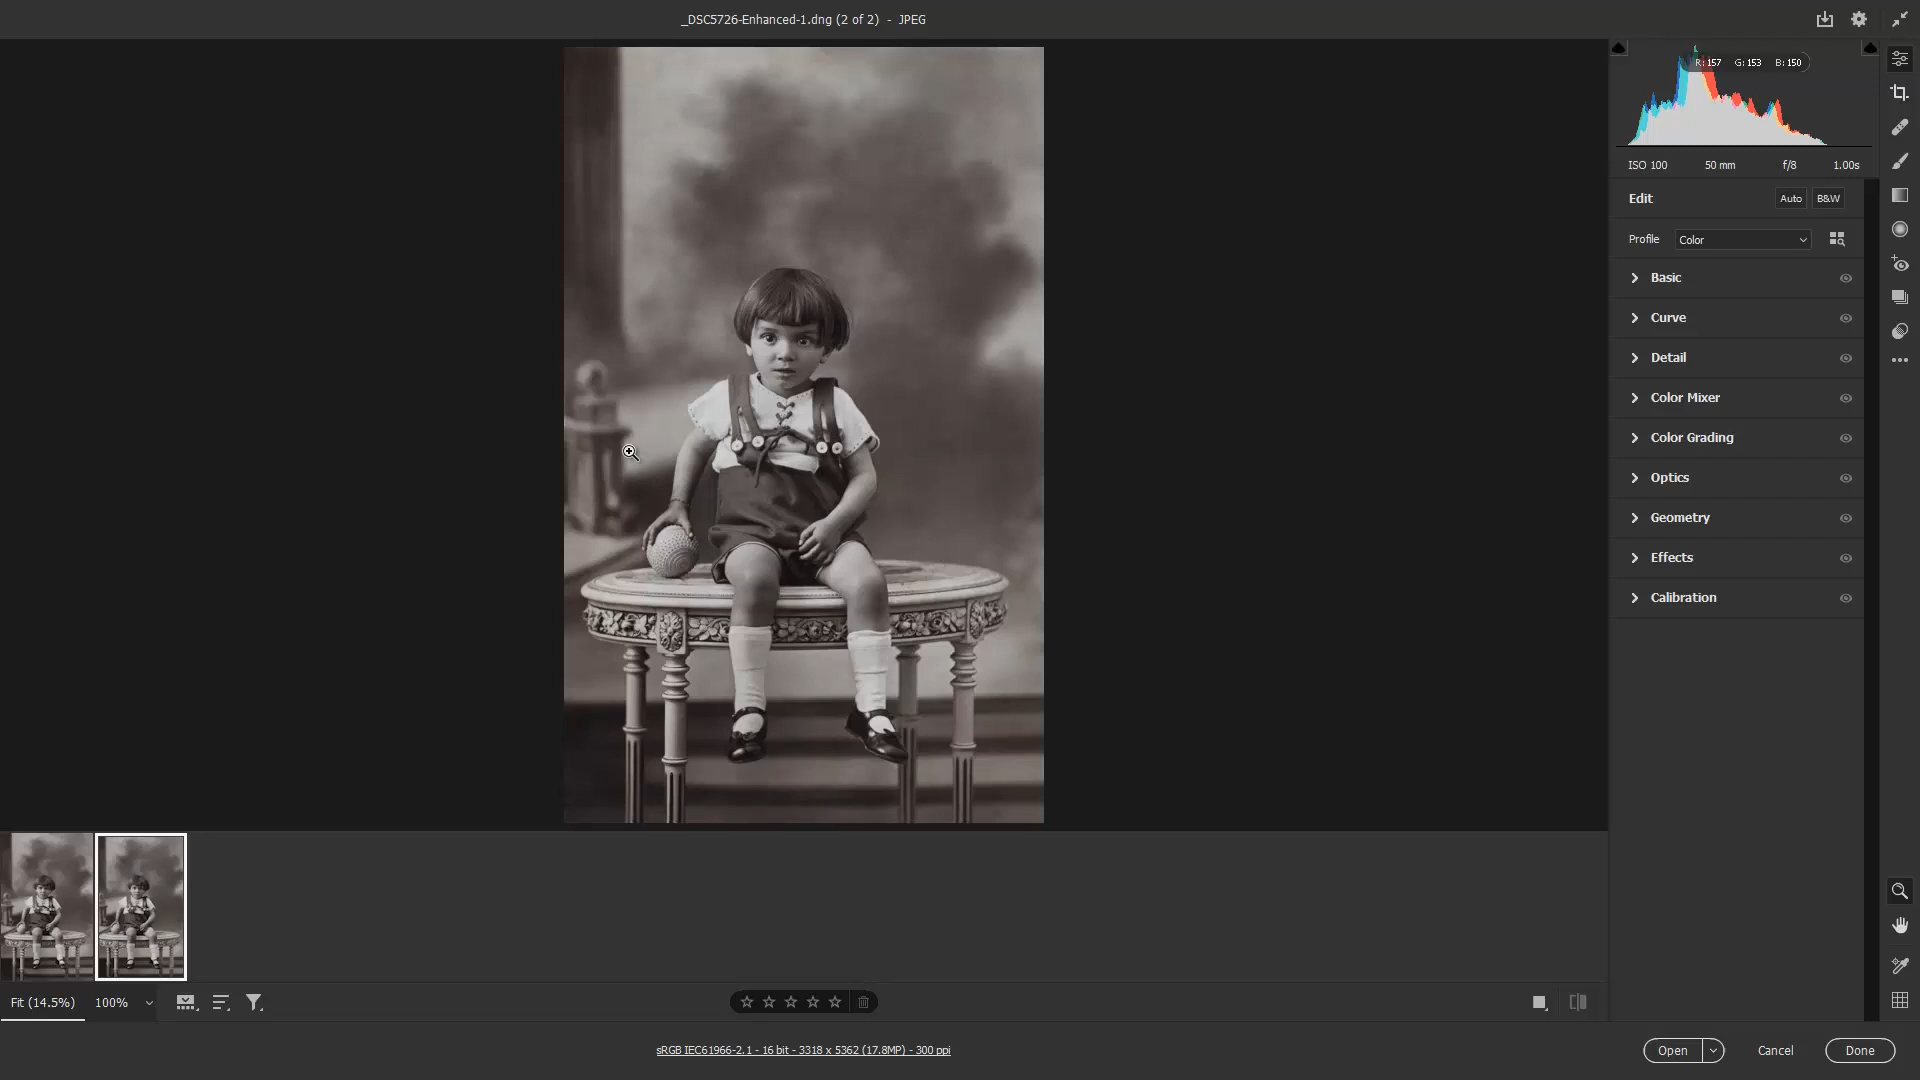 _DSC5726-Enhanced-1.dng (2 of 2) - JPEG
R: 157 G: 153 B: 150
ISO 100 50 mm f/8 1.00s
Edit Auto B&W
Profile Color
Basic
Curve
Detail
Color Mixer
Color Grading
Optics
Geometry
Effects
Calibration
Fit (14.5%) 100%
sRGB IEC61966-2.1 - 16 bit - 3318 x 5362 (17.8MP) - 300 ppi
Open Cancel Done